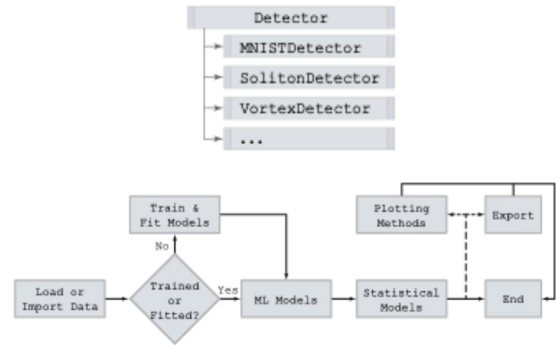 Detector
MNISTDetector
SolitonDetector
VortexDetector
...
Train &
Fit Models
Plotting
Methods
Export
No
Load or
Import Data
Trained
or
Fitted?
Yes
ML Models
Statistical
Models
End